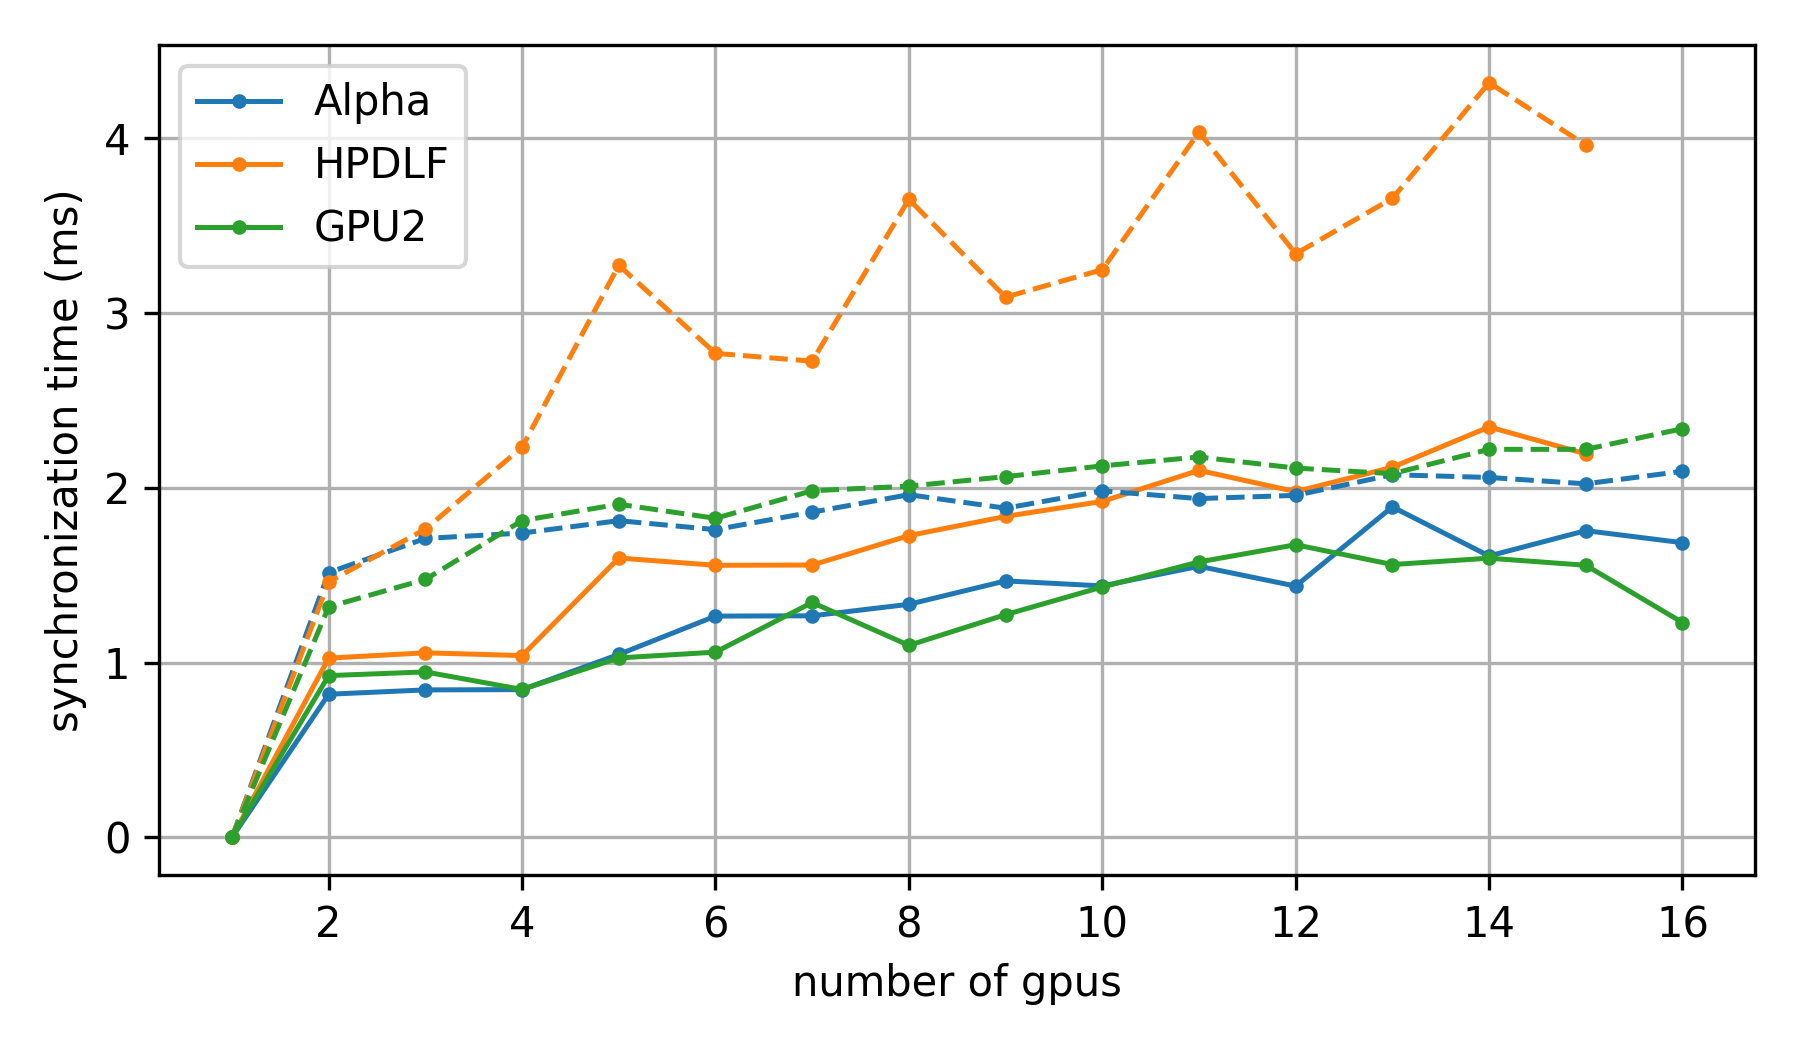 Alpha
HPDLF
GPU2
synchronization time (ms)
4
3
2
1
0
2 4 6 8 10 12 14 16
number of gpus